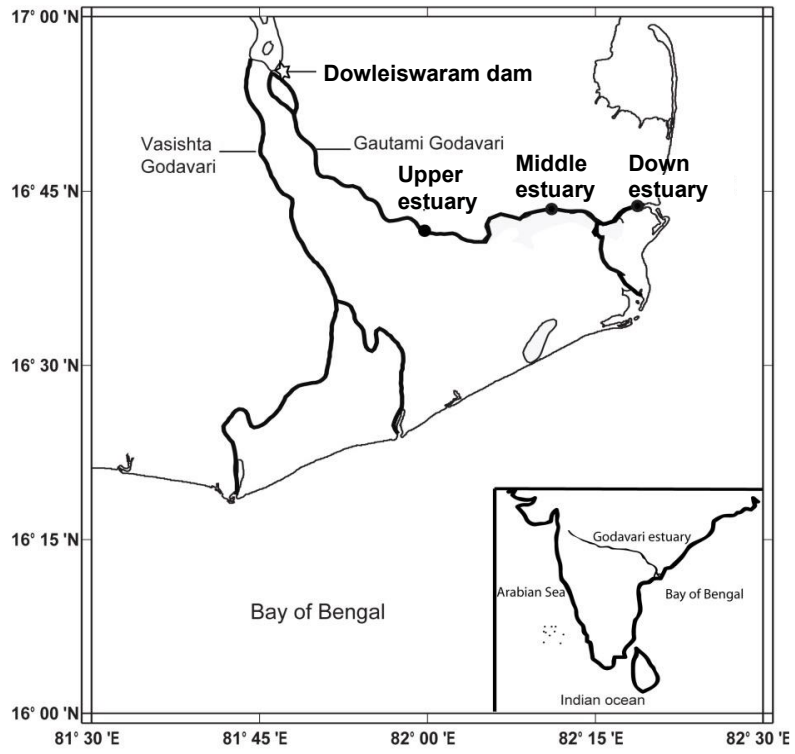 17° 00 'N
Dowleiswaram dam
Vasishta
Godavari
Gautami Godavari
Upper
estuary
Middle
estuary
Down
estuary
16° 45 'N
16° 30 'N
16° 15 'N
16° 00 'N
Bay of Bengal
Godavari estuary
Arabian Sea
Bay of Bengal
Indian ocean
81° 30 'E
81° 45 'E
82° 00 'E
82° 15 'E
82° 30 'E